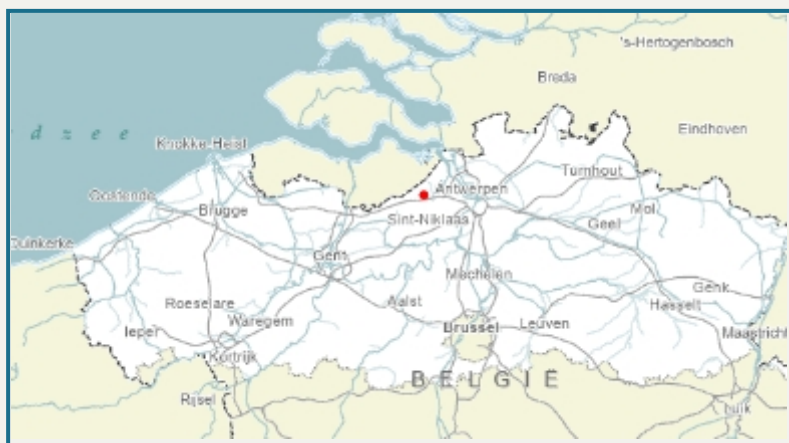 's-Hertogenbosch
Breda
dzee
Eindhoven
Knokke-Heist
Turnhout
Antwerpen
Oostende
Mol
Brugge
Sint-Niklaas
Geel
Duinkerke
Gent
Mechelen
Genk
Roeselare
Aalst
Hasselt
Ieper
Waregem
Brussel
Leuven
Maastricht
Kortrijk
BELGIË
Rijsel
Luik